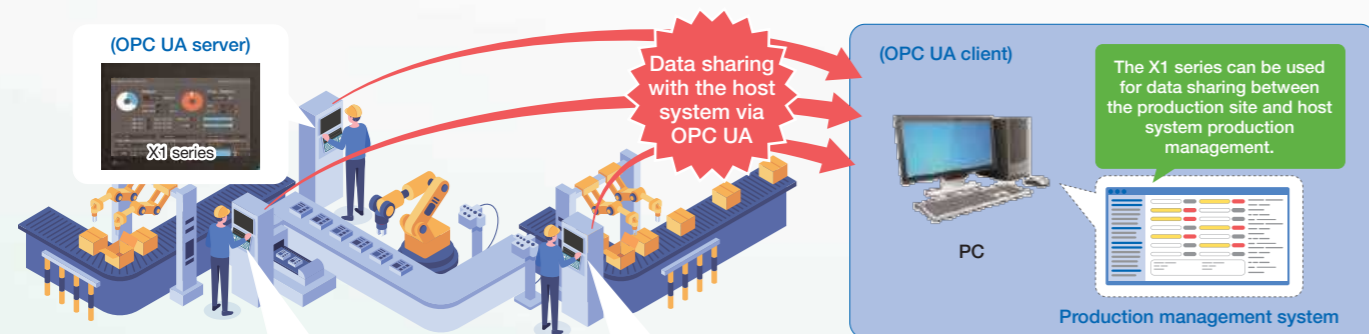 (OPC UA server)
X1 series
Data sharing
with the host
system via
OPC UA
(OPC UA client)
The X1 series can be used
for data sharing between
the production site and host
system production
management.
PC
Production management system